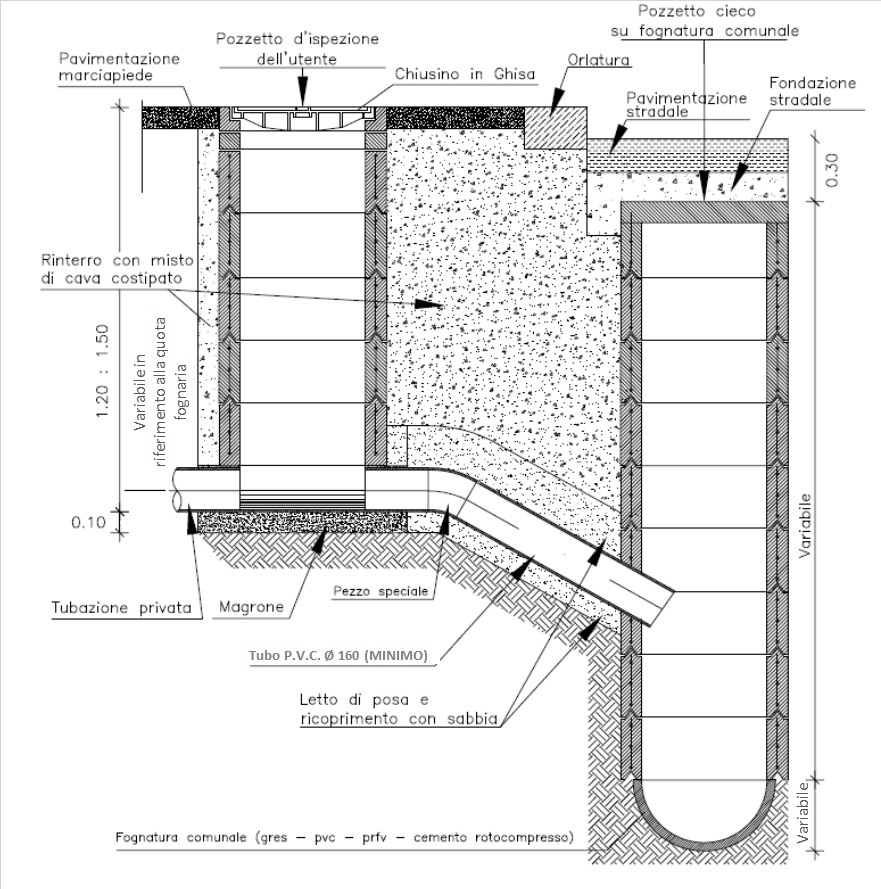 Pozzetto cieco
su fognatura comunale
Pozzetto d'ispezione
dell'utente
Pavimentazione
marciapiede
Chiusino in Ghisa
Orlatura
Fondazione
stradale
Pavimentazione
stradale
0.30
Rinterro con misto
di cava costipato
1.20 : 1.50
Variabile in
riferimento alla quota
fognaria
Variabile
0.10
Pezzo speciale
Tubazione privata
Magrone
Tubo P.V.C. Ø 160 (MINIMO)
Letto di posa e
ricoprimento con sabbia
Variabile
Fognatura comunale (gres – pvc – prfv – cemento rotocompresso)